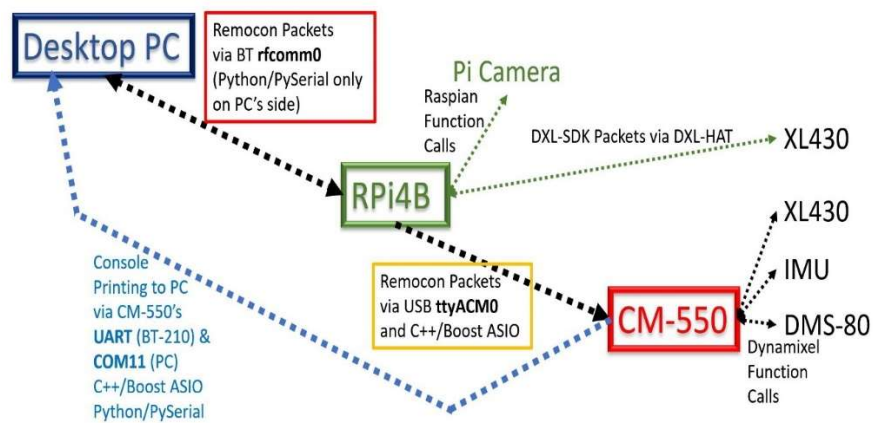 Desktop PC
Remocon Packets
via BT rfcomm0
(Python/PySerial only
on PC's side)
Pi Camera
Raspian
Function
Calls
DXL-SDK Packets via DXL-HAT
XL430
RPi4B
XL430
Console
Printing to PC
via CM-550's
UART (BT-210) &
COM11 (PC)
C++/Boost ASIO
Python/PySerial
Remocon Packets
via USB ttyACM0
and C++/Boost ASIO
IMU
CM-550
DMS-80
Dynamixel
Function
Calls